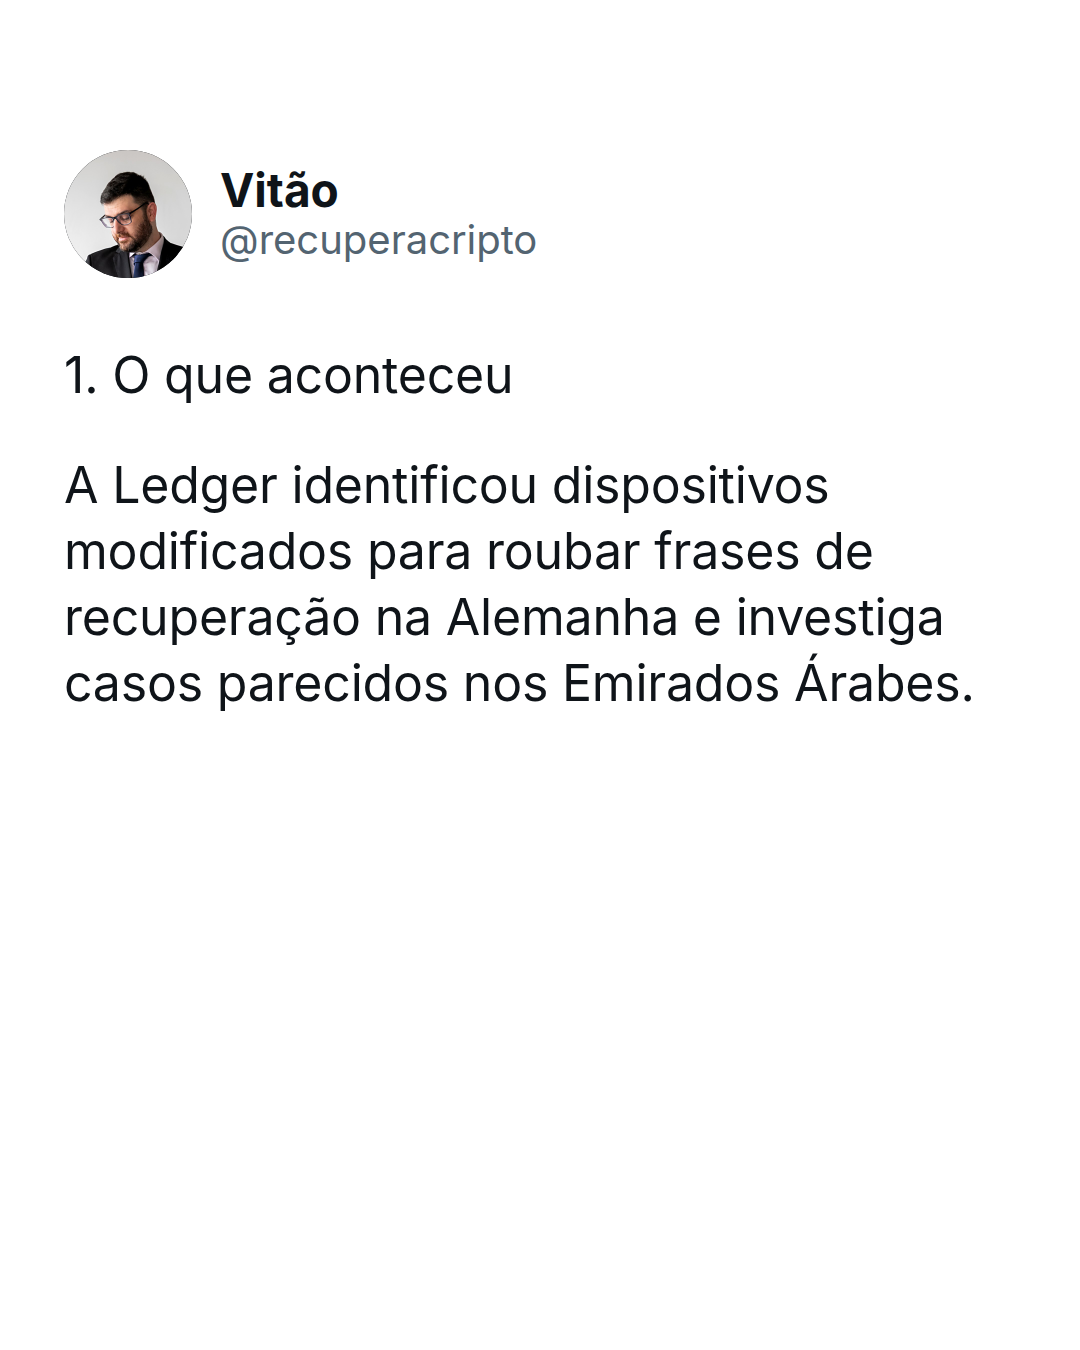 Vitão
@recuperacripto
1. O que aconteceu
A Ledger identificou dispositivos
modificados para roubar frases de
recuperação na Alemanha e investiga
casos parecidos nos Emirados Árabes.